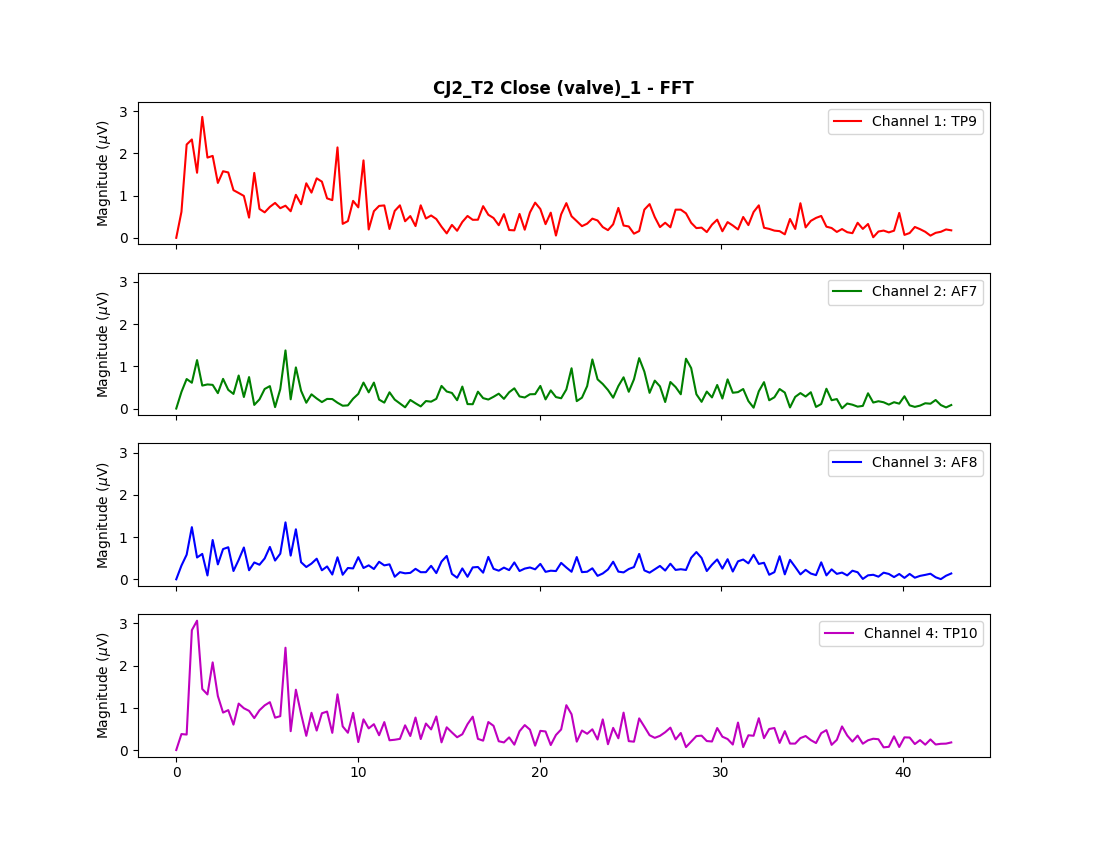 CJ2_T2 Close (valve)_1 - FFT
3
2
1
0
Magnitude (μV)
Channel 1: TP9
3
2
1
0
Magnitude (μV)
Channel 2: AF7
3
2
1
0
Magnitude (μV)
Channel 3: AF8
3
2
1
0
Magnitude (μV)
Channel 4: TP10
0 10 20 30 40